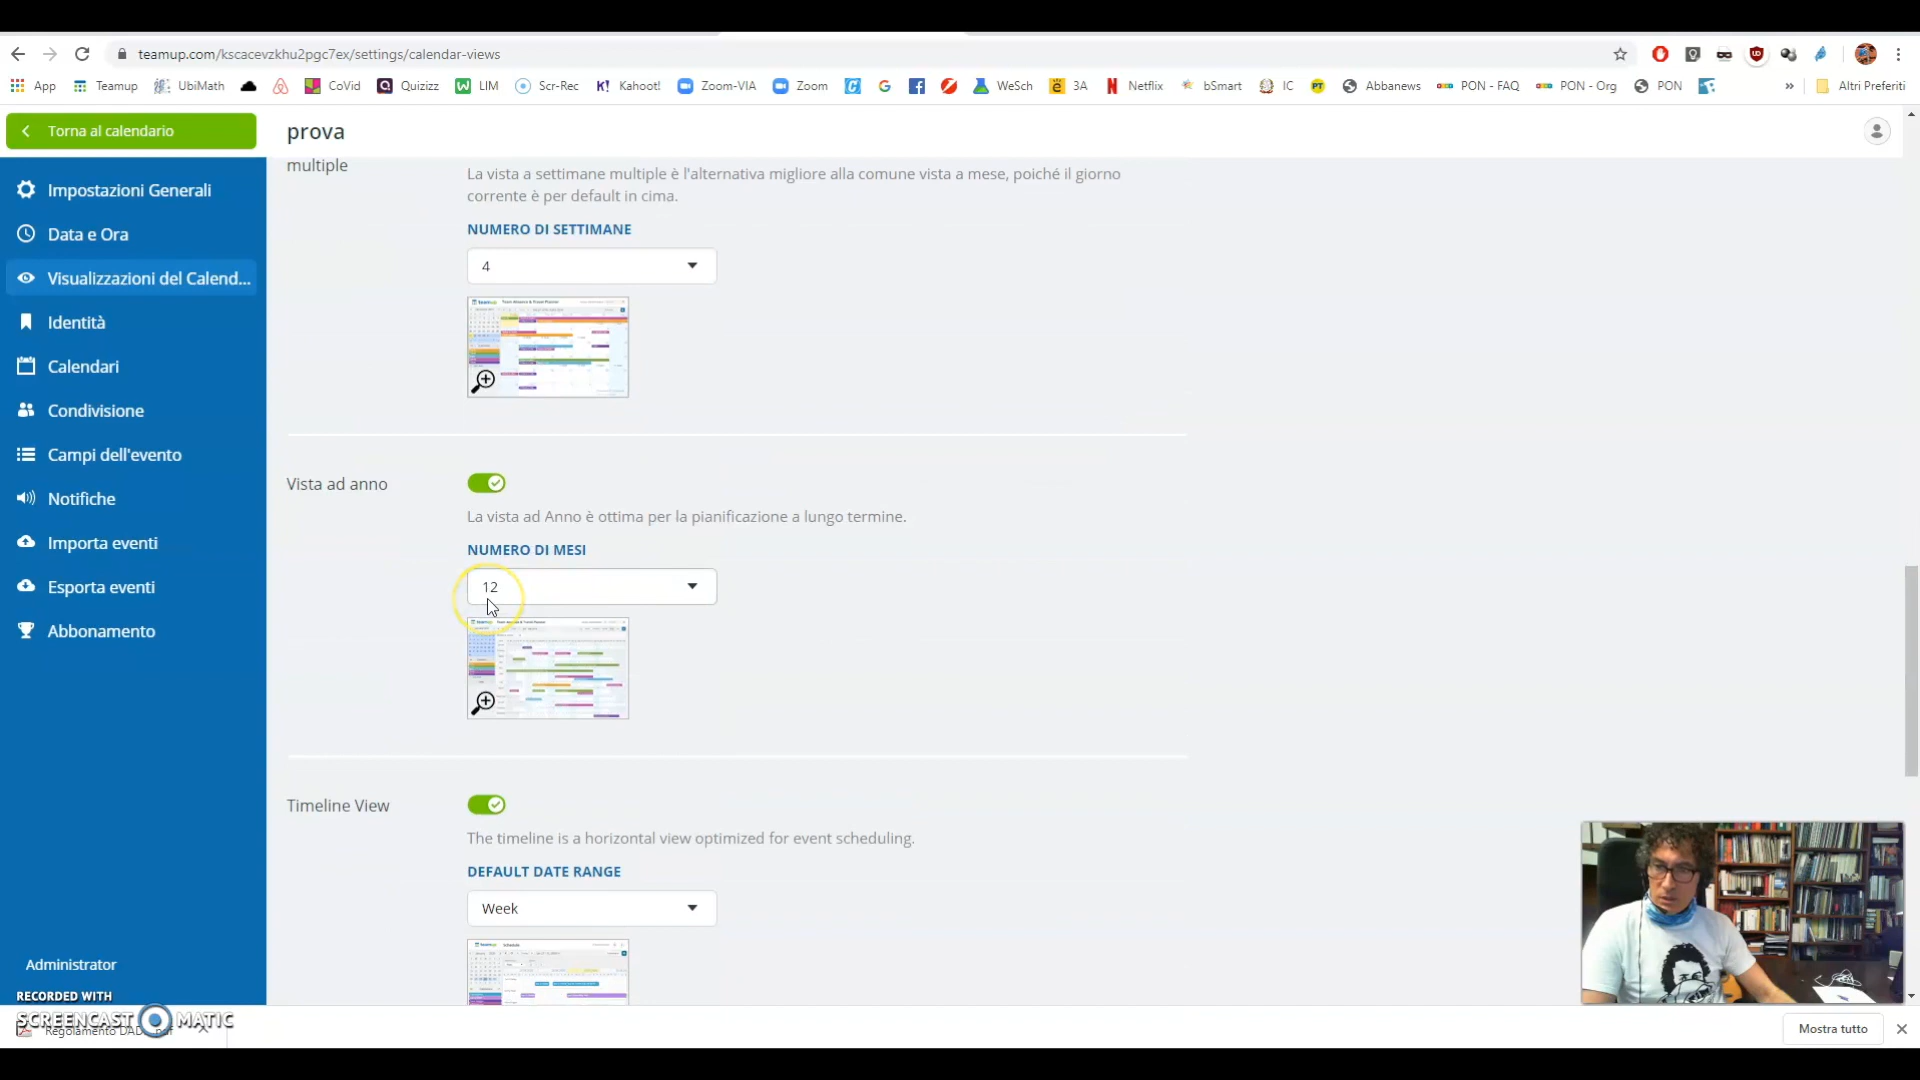 teamup.com/kscacevzkhu2pgc7ex/settings/calendar-views
App Teamup UbiMath CoVid Quizizz LIM Scr-Rec Kahoot! Zoom-VIA Zoom WeSch 3A Netflix bSmart IC Abbanews PON - FAQ PON - Org PON » Altri Preferiti
Torna al calendario
prova
Impostazioni Generali
Data e Ora
Visualizzazioni del Calend...
Identità
Calendari
Condivisione
Campi dell'evento
Notifiche
Importa eventi
Esporta eventi
Abbonamento
Administrator
multiple
La vista a settimane multiple è l'alternativa migliore alla comune vista a mese, poiché il giorno
corrente è per default in cima.
NUMERO DI SETTIMANE
4
Vista ad anno
La vista ad Anno è ottima per la pianificazione a lungo termine.
NUMERO DI MESI
12
Timeline View
The timeline is a horizontal view optimized for event scheduling.
DEFAULT DATE RANGE
Week
RECORDED WITH
SCREENCAST MATIC
Mostra tutto